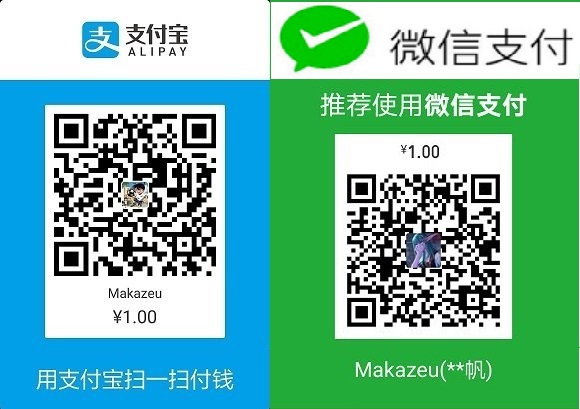 支付宝
ALIPAY
Makazeu
¥1.00
用支付宝扫一扫付钱
微信支付
推荐使用微信支付
¥1.00
Makazeu(**帆)